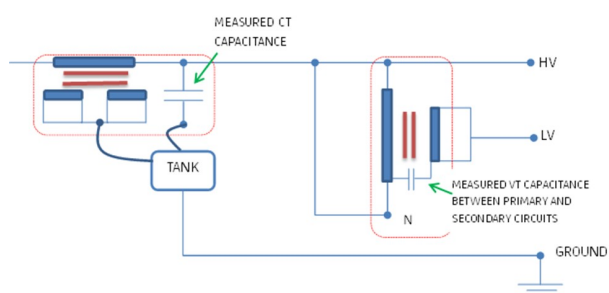 MEASURED CT
CAPACITANCE
HV
LV
TANK
MEASURED VT CAPACITANCE
BETWEEN PRIMARY AND
SECONDARY CIRCUITS
N
GROUND